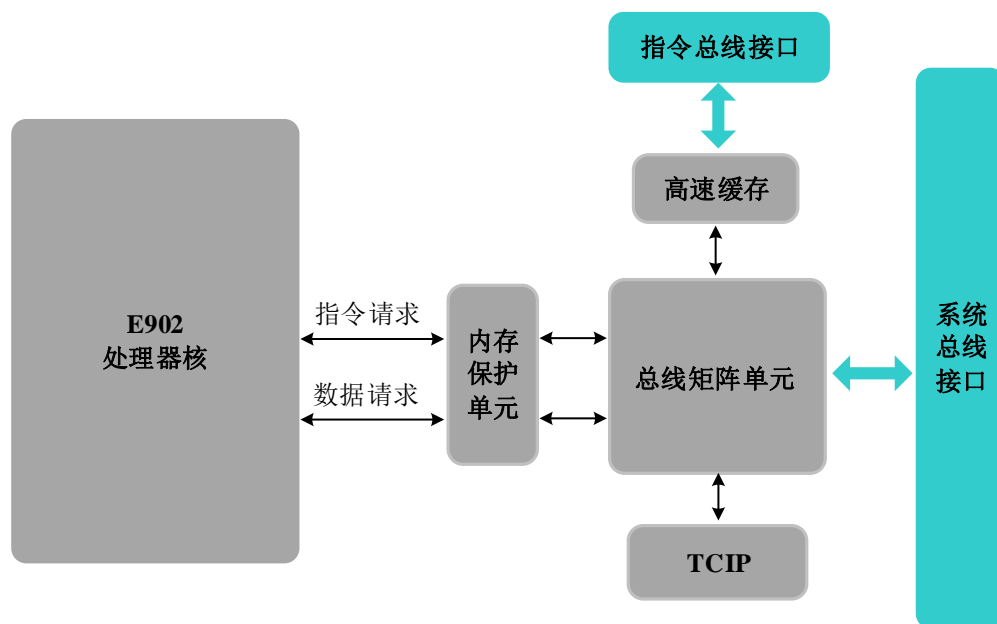 指令总线接口
高速缓存
E902
处理器核
指令请求
数据请求
内存
保护
单元
总线矩阵单元
系统
总线
接口
TCIP